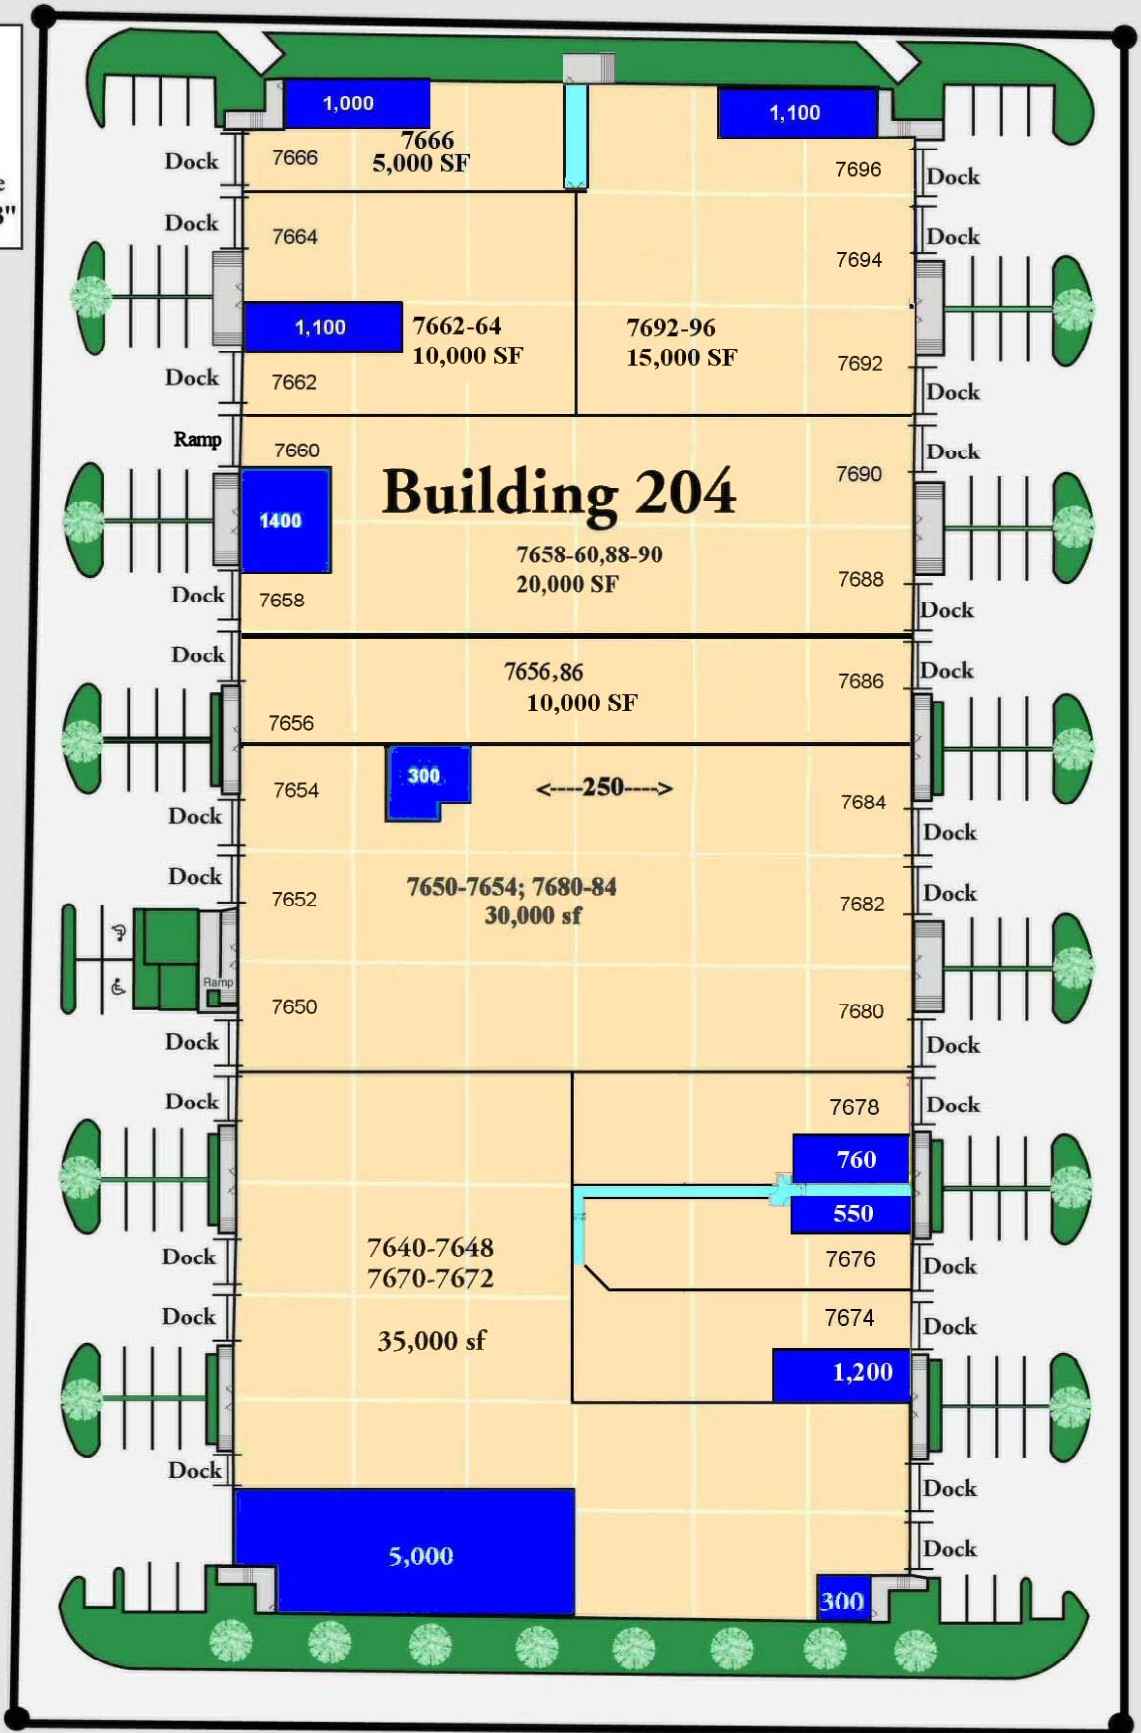 e
8"
1,000
1,100
7666
5,000 SF
Dock
7666
7696
Dock
Dock
7664
Dock
7694
1,100
7662-64
10,000 SF
7692-96
15,000 SF
7692
Dock
7662
Dock
Ramp
7660
Dock
7690
Building 204
1400
7658-60,88-90
20,000 SF
7688
Dock
7658
Dock
Dock
7656,86
10,000 SF
7686
Dock
7656
7654
300
<----250---->
7684
Dock
Dock
Dock
7652
7650-7654; 7680-84
30,000 sf
7682
Dock
Ramp
7650
7680
Dock
Dock
Dock
7678
Dock
760
550
7640-7648
7670-7672
35,000 sf
7676
Dock
Dock
7674
Dock
Dock
1,200
Dock
Dock
5,000
Dock
300